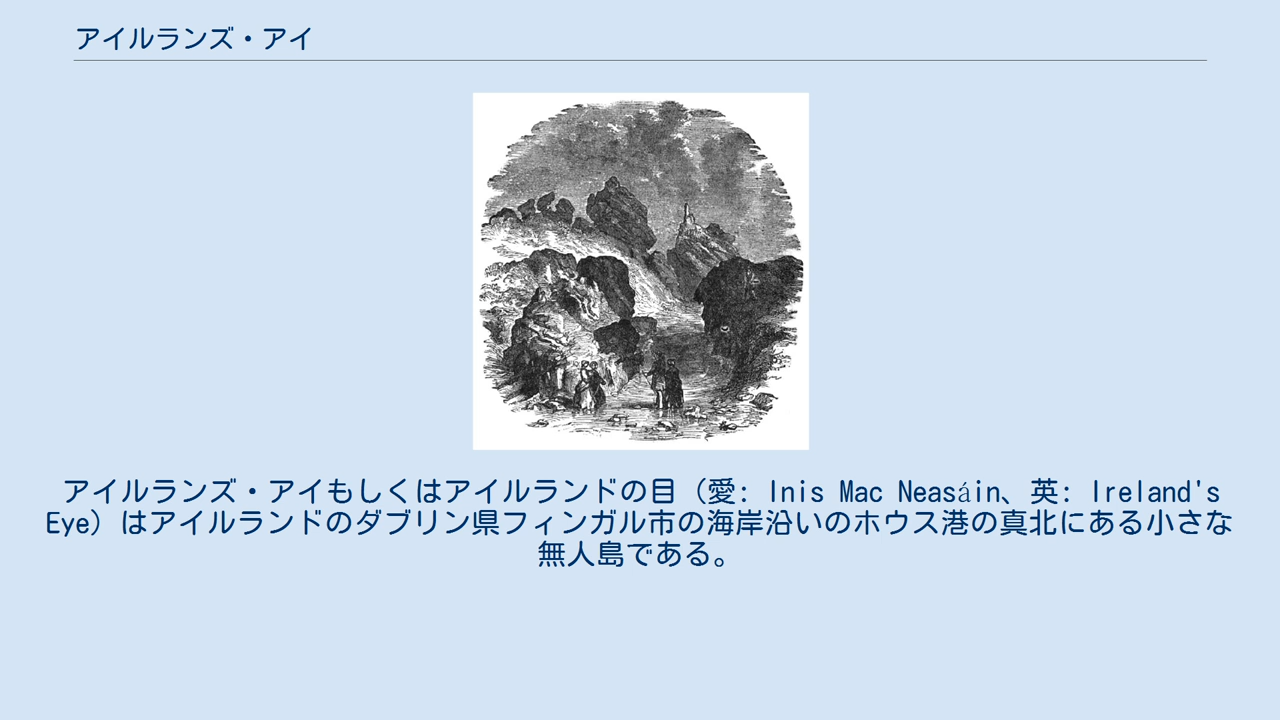 アイルランズ・アイ
アイルランズ・アイもしくはアイルランドの目（愛: Inis Mac Neasáin、英: Ireland's
Eye）はアイルランドのダブリン県フィンガル市の海岸沿いのホウス港の真北にある小さな
無人島である。